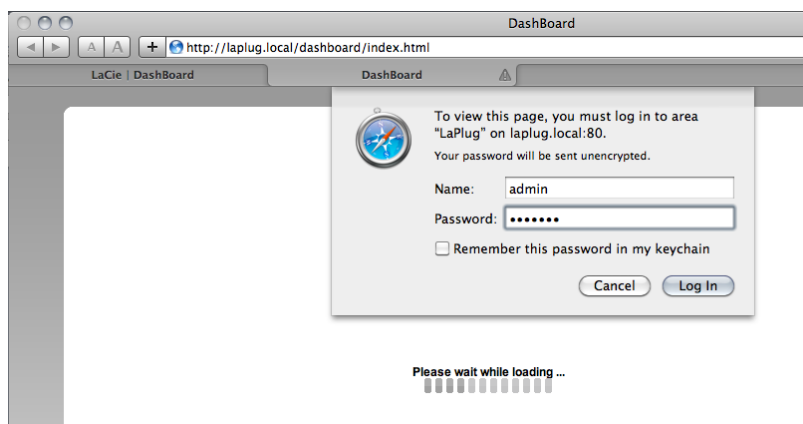 DashBoard
A A + http://laplug.local/dashboard/index.html
LaCie | DashBoard DashBoard
To view this page, you must log in to area
"LaPlug" on laplug.local:80.
Your password will be sent unencrypted.
Name: admin
Password: •••••••
Remember this password in my keychain
Cancel Log In
Please wait while loading ...